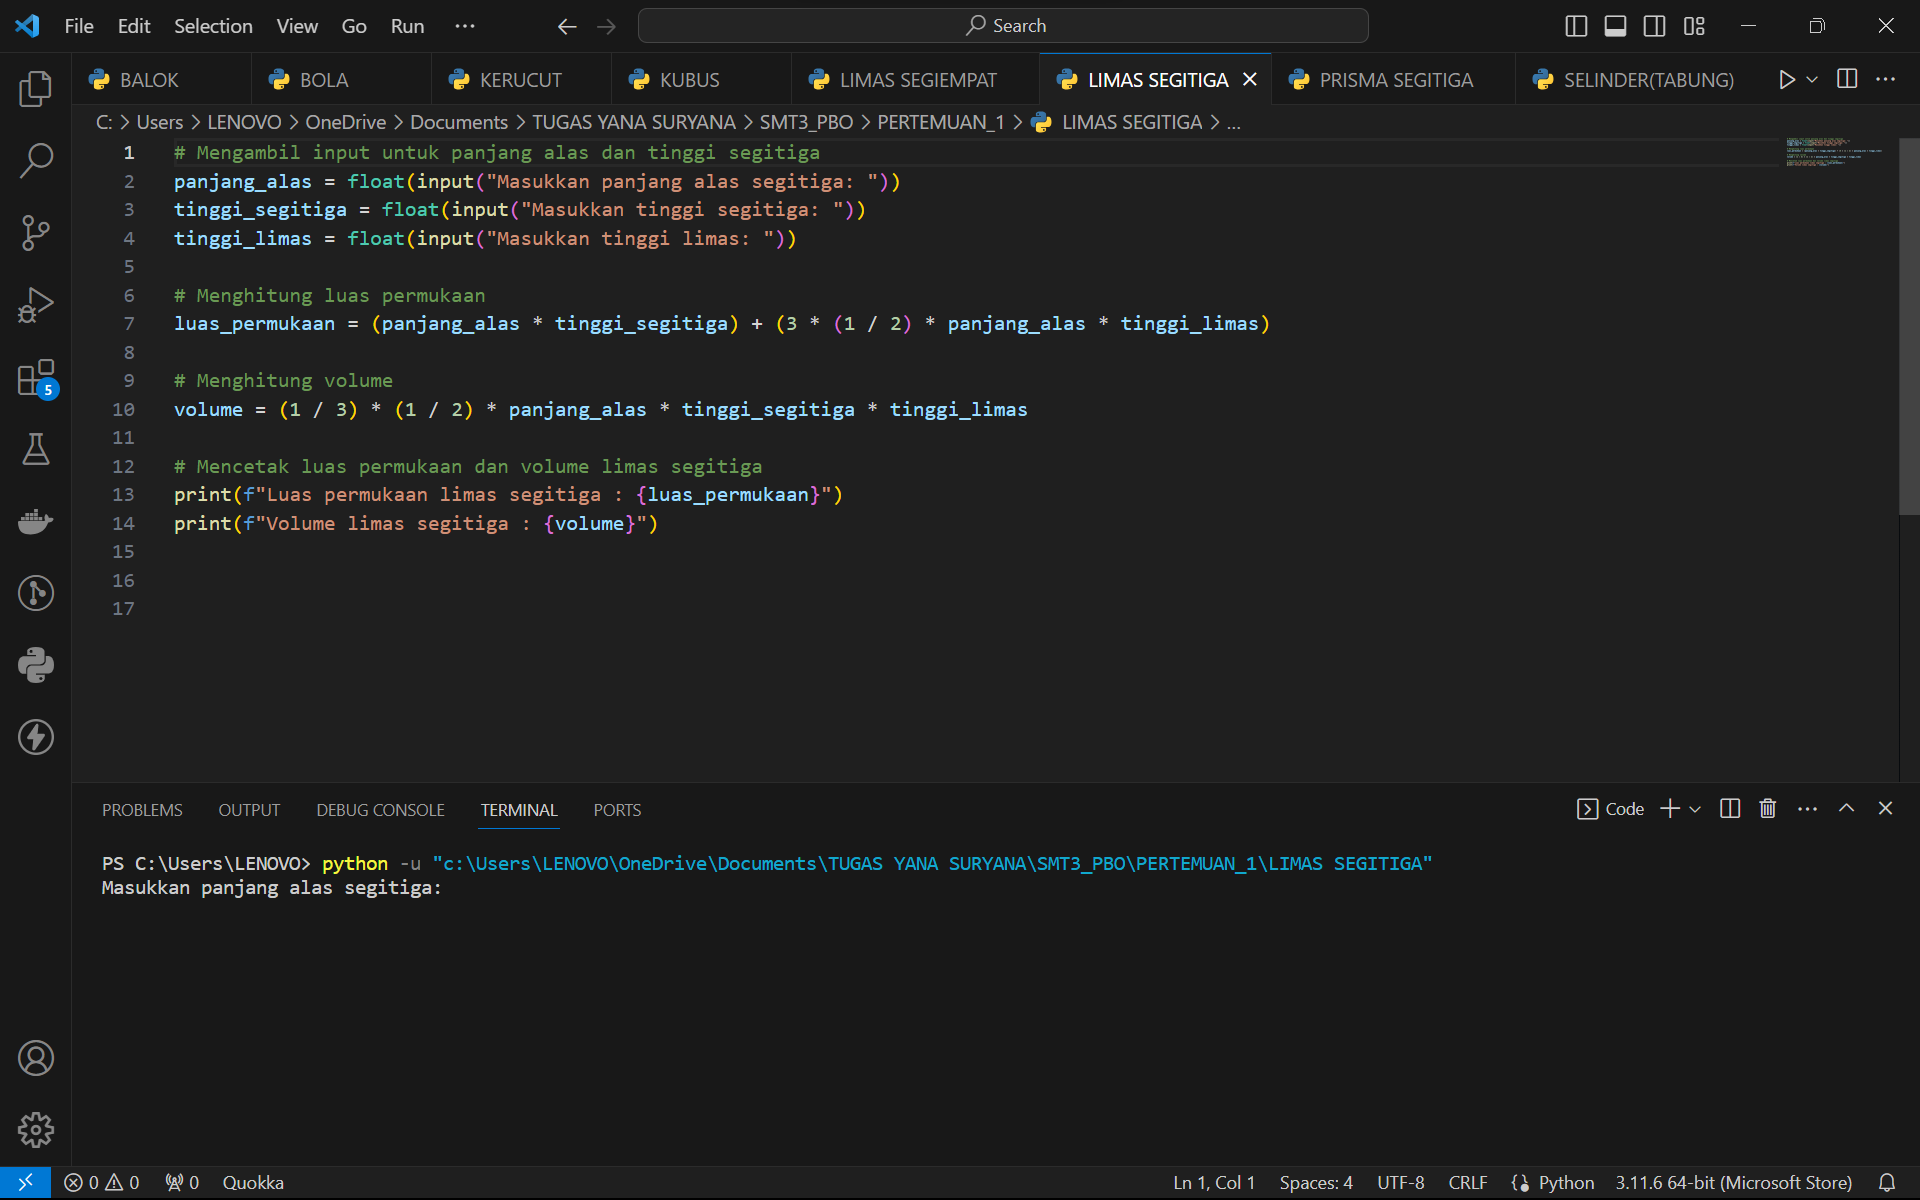 File Edit Selection View Go Run ··· Search
BALOK BOLA KERUCUT KUBUS LIMAS SEGIEMPAT LIMAS SEGITIGA PRISMA SEGITIGA SELINDER(TABUNG)
C: > Users > LENOVO > OneDrive > Documents > TUGAS YANA SURYANA > SMT3_PBO > PERTEMUAN_1 > LIMAS SEGITIGA > ...
1 # Mengambil input untuk panjang alas dan tinggi segitiga
2 panjang_alas = float(input("Masukkan panjang alas segitiga: "))
3 tinggi_segitiga = float(input("Masukkan tinggi segitiga: "))
4 tinggi_limas = float(input("Masukkan tinggi limas: "))
5
6 # Menghitung luas permukaan
7 luas_permukaan = (panjang_alas * tinggi_segitiga) + (3 * (1 / 2) * panjang_alas * tinggi_limas)
8
9 # Menghitung volume
10 volume = (1 / 3) * (1 / 2) * panjang_alas * tinggi_segitiga * tinggi_limas
11
12 # Mencetak luas permukaan dan volume limas segitiga
13 print(f"Luas permukaan limas segitiga : {luas_permukaan}")
14 print(f"Volume limas segitiga : {volume}")
15
16
17
5
PROBLEMS OUTPUT DEBUG CONSOLE TERMINAL PORTS Code
PS C:\Users\LENOVO> python -u "c:\Users\LENOVO\OneDrive\Documents\TUGAS YANA SURYANA\SMT3_PBO\PERTEMUAN_1\LIMAS SEGITIGA"
Masukkan panjang alas segitiga:
0 0 0 Quokka Ln 1, Col 1 Spaces: 4 UTF-8 CRLF Python 3.11.6 64-bit (Microsoft Store)